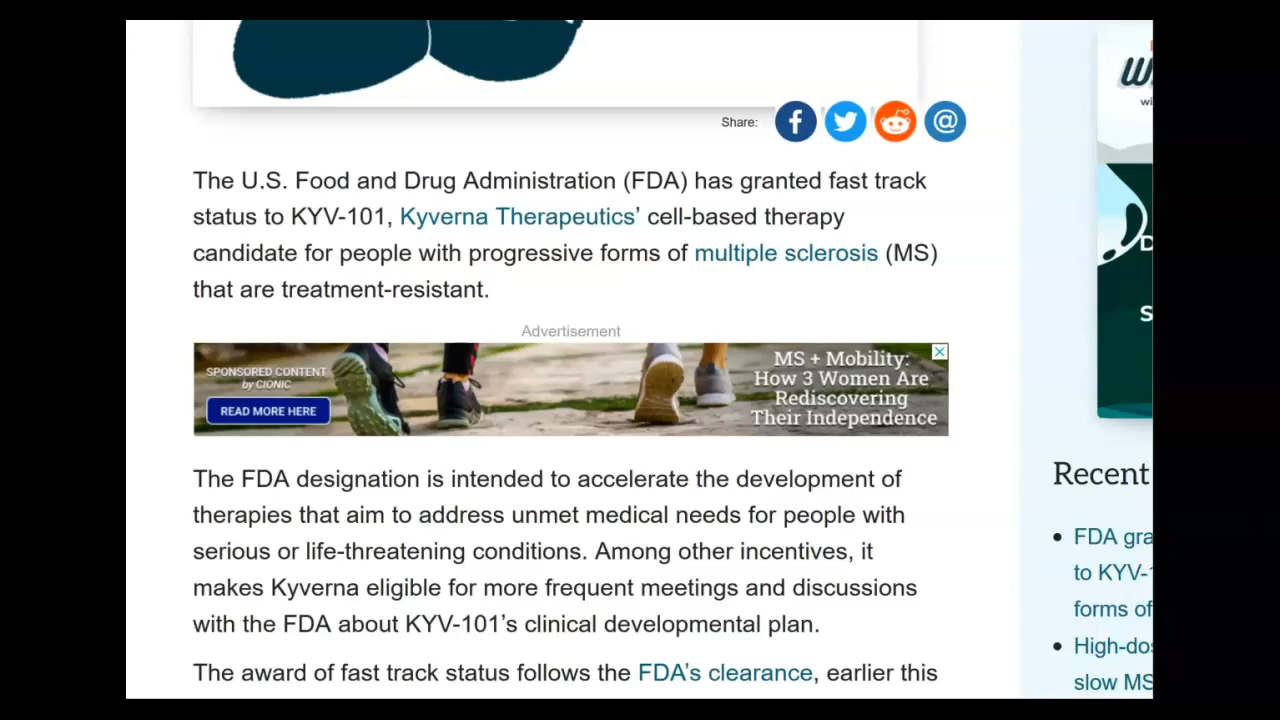 Share:
The U.S. Food and Drug Administration (FDA) has granted fast track
status to KYV-101, Kyverna Therapeutics’ cell-based therapy
candidate for people with progressive forms of multiple sclerosis (MS)
that are treatment-resistant.
Advertisement
SPONSORED CONTENT
by CIONIC
READ MORE HERE
MS + Mobility:
How 3 Women Are
Rediscovering
Their Independence
The FDA designation is intended to accelerate the development of
therapies that aim to address unmet medical needs for people with
serious or life-threatening conditions. Among other incentives, it
makes Kyverna eligible for more frequent meetings and discussions
with the FDA about KYV-101’s clinical developmental plan.
The award of fast track status follows the FDA’s clearance, earlier this
Recent
FDA gra
to KYV-1
forms of
High-dos
slow MS